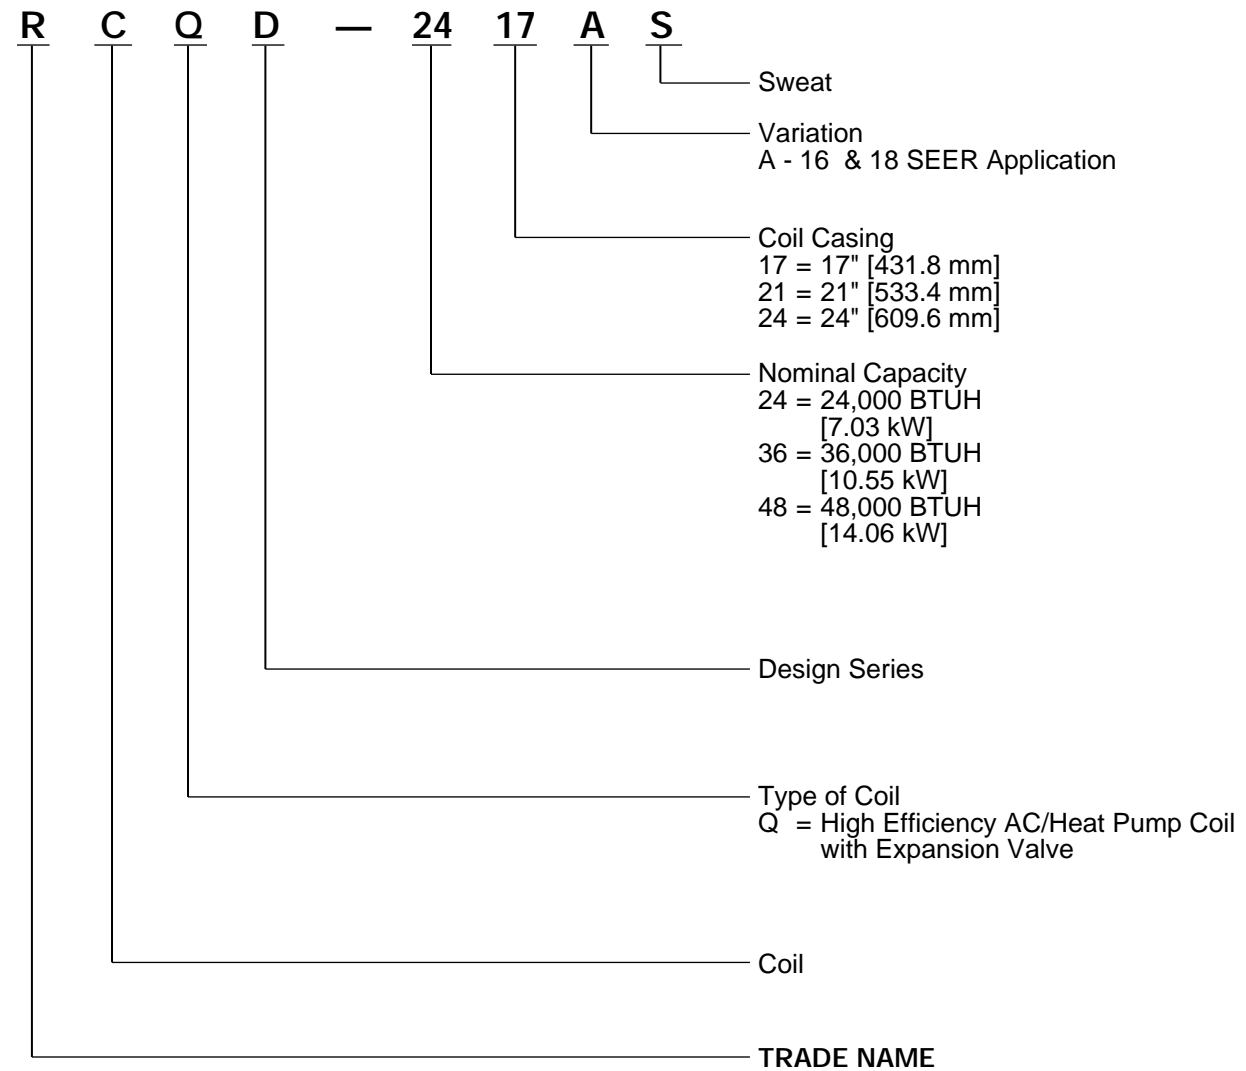 R C Q D — 24 17 A S
Sweat
Variation
A - 16 & 18 SEER Application
Coil Casing
17 = 17" [431.8 mm]
21 = 21" [533.4 mm]
24 = 24" [609.6 mm]
Nominal Capacity
24 = 24,000 BTUH
[7.03 kW]
36 = 36,000 BTUH
[10.55 kW]
48 = 48,000 BTUH
[14.06 kW]
Design Series
Type of Coil
Q = High Efficiency AC/Heat Pump Coil
with Expansion Valve
Coil
TRADE NAME